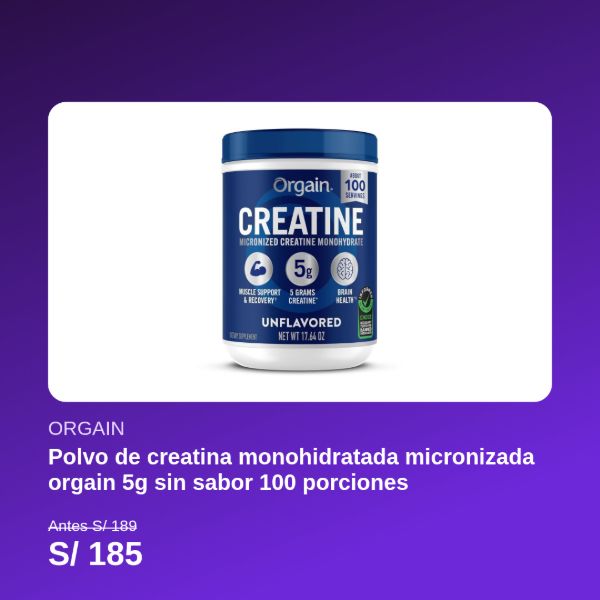 Orgain
ABOUT
100
SERVINGS
CREATINE
MICRONIZED CREATINE MONOHYDRATE
5g
MUSCLE SUPPORT
& RECOVERY†
5 GRAMS
CREATINE*
BRAIN
HEALTH†
UNFLAVORED
DIETARY SUPPLEMENT
NET WT 17.64 OZ
ORGAIN
Polvo de creatina monohidratada micronizada
orgain 5g sin sabor 100 porciones
Antes S/ 189
S/ 185